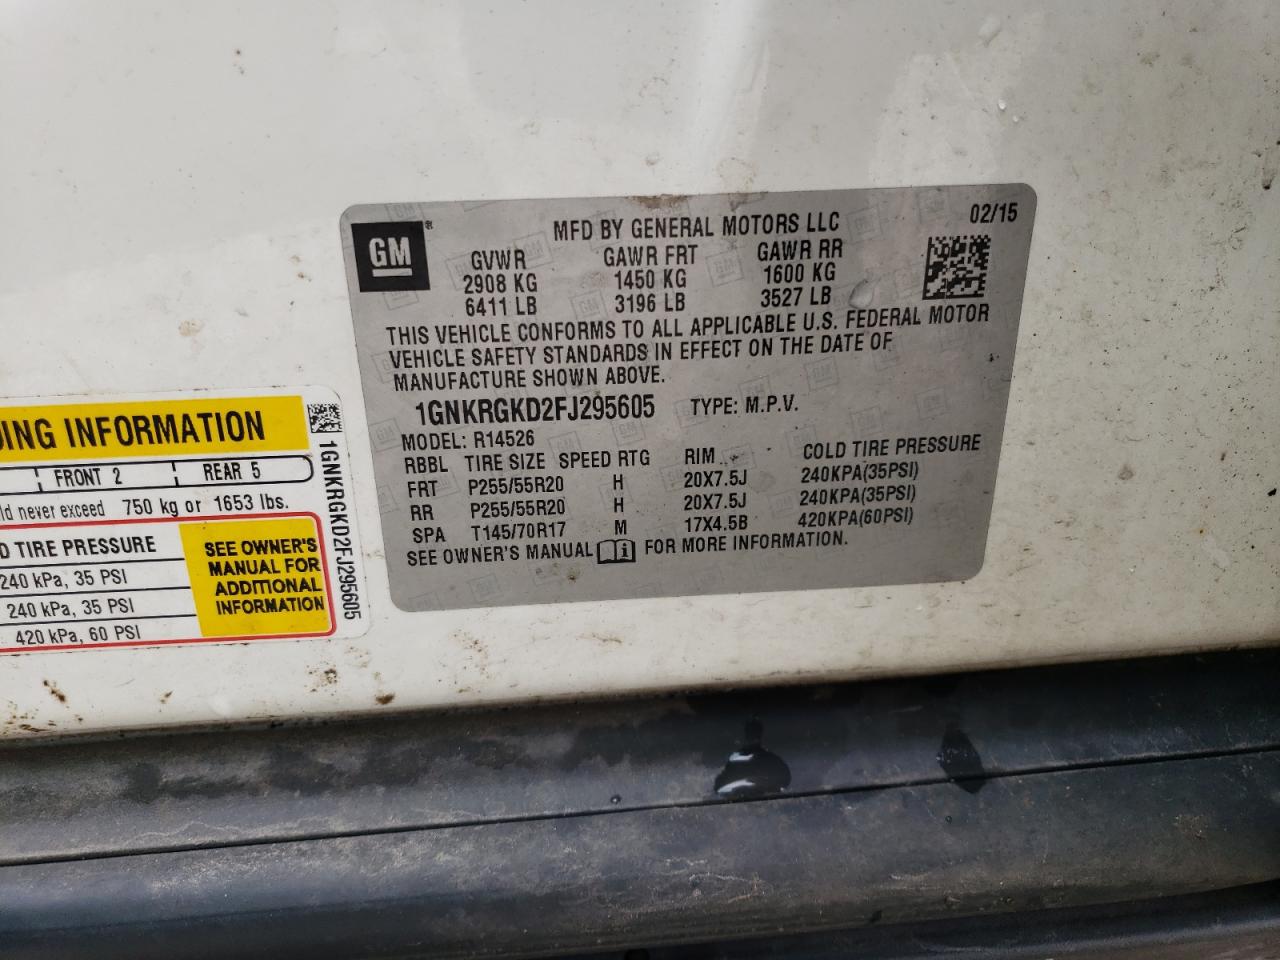 GM
MFD BY GENERAL MOTORS LLC 02/15
GVWR GAWR FRT GAWR RR
2908 KG 1450 KG 1600 KG
6411 LB 3196 LB 3527 LB
THIS VEHICLE CONFORMS TO ALL APPLICABLE U.S. FEDERAL MOTOR
VEHICLE SAFETY STANDARDS IN EFFECT ON THE DATE OF
MANUFACTURE SHOWN ABOVE.
1GNKRGKD2FJ295605 TYPE: M.P.V.
MODEL: R14526
RBBL TIRE SIZE SPEED RTG RIM COLD TIRE PRESSURE
FRT P255/55R20 H 20X7.5J 240KPA(35PSI)
RR P255/55R20 H 20X7.5J 240KPA(35PSI)
SPA T145/70R17 M 17X4.5B 420KPA(60PSI)
SEE OWNER'S MANUAL FOR MORE INFORMATION.
INFORMATION
FRONT 2 REAR 5
never exceed 750 kg or 1653 lbs.
TIRE PRESSURE
240 kPa, 35 PSI
240 kPa, 35 PSI
420 kPa, 60 PSI
SEE OWNER'S
MANUAL FOR
ADDITIONAL
INFORMATION
1GNKRGKD2FJ295605